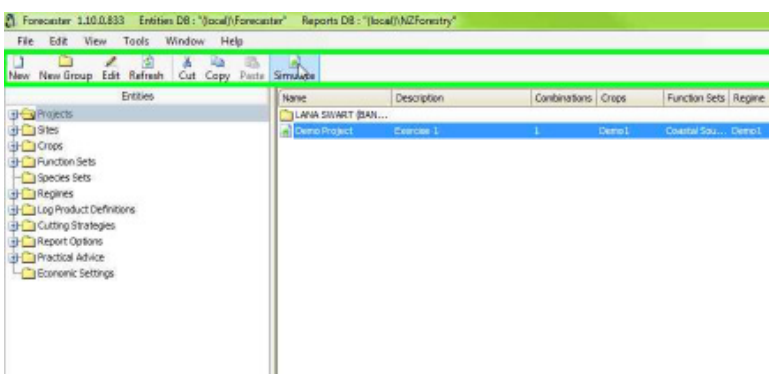 Forecaster 1.10.0.833 Entities DB : "(local)\Forecaster" Reports DB : "(local)\NZForestry"
File Edit View Tools Window Help
New New Group Edit Refresh Cut Copy Paste Simulate
Entities
Name Description Combinations Crops Function Sets Regime
Projects
LANA SWART (BAN...
Sites
Demo Project Exercise 1 1 Demo1 Coastal Sou... Demo1
Crops
Function Sets
Species Sets
Regimes
Log Product Definitions
Cutting Strategies
Report Options
Practical Advice
Economic Settings